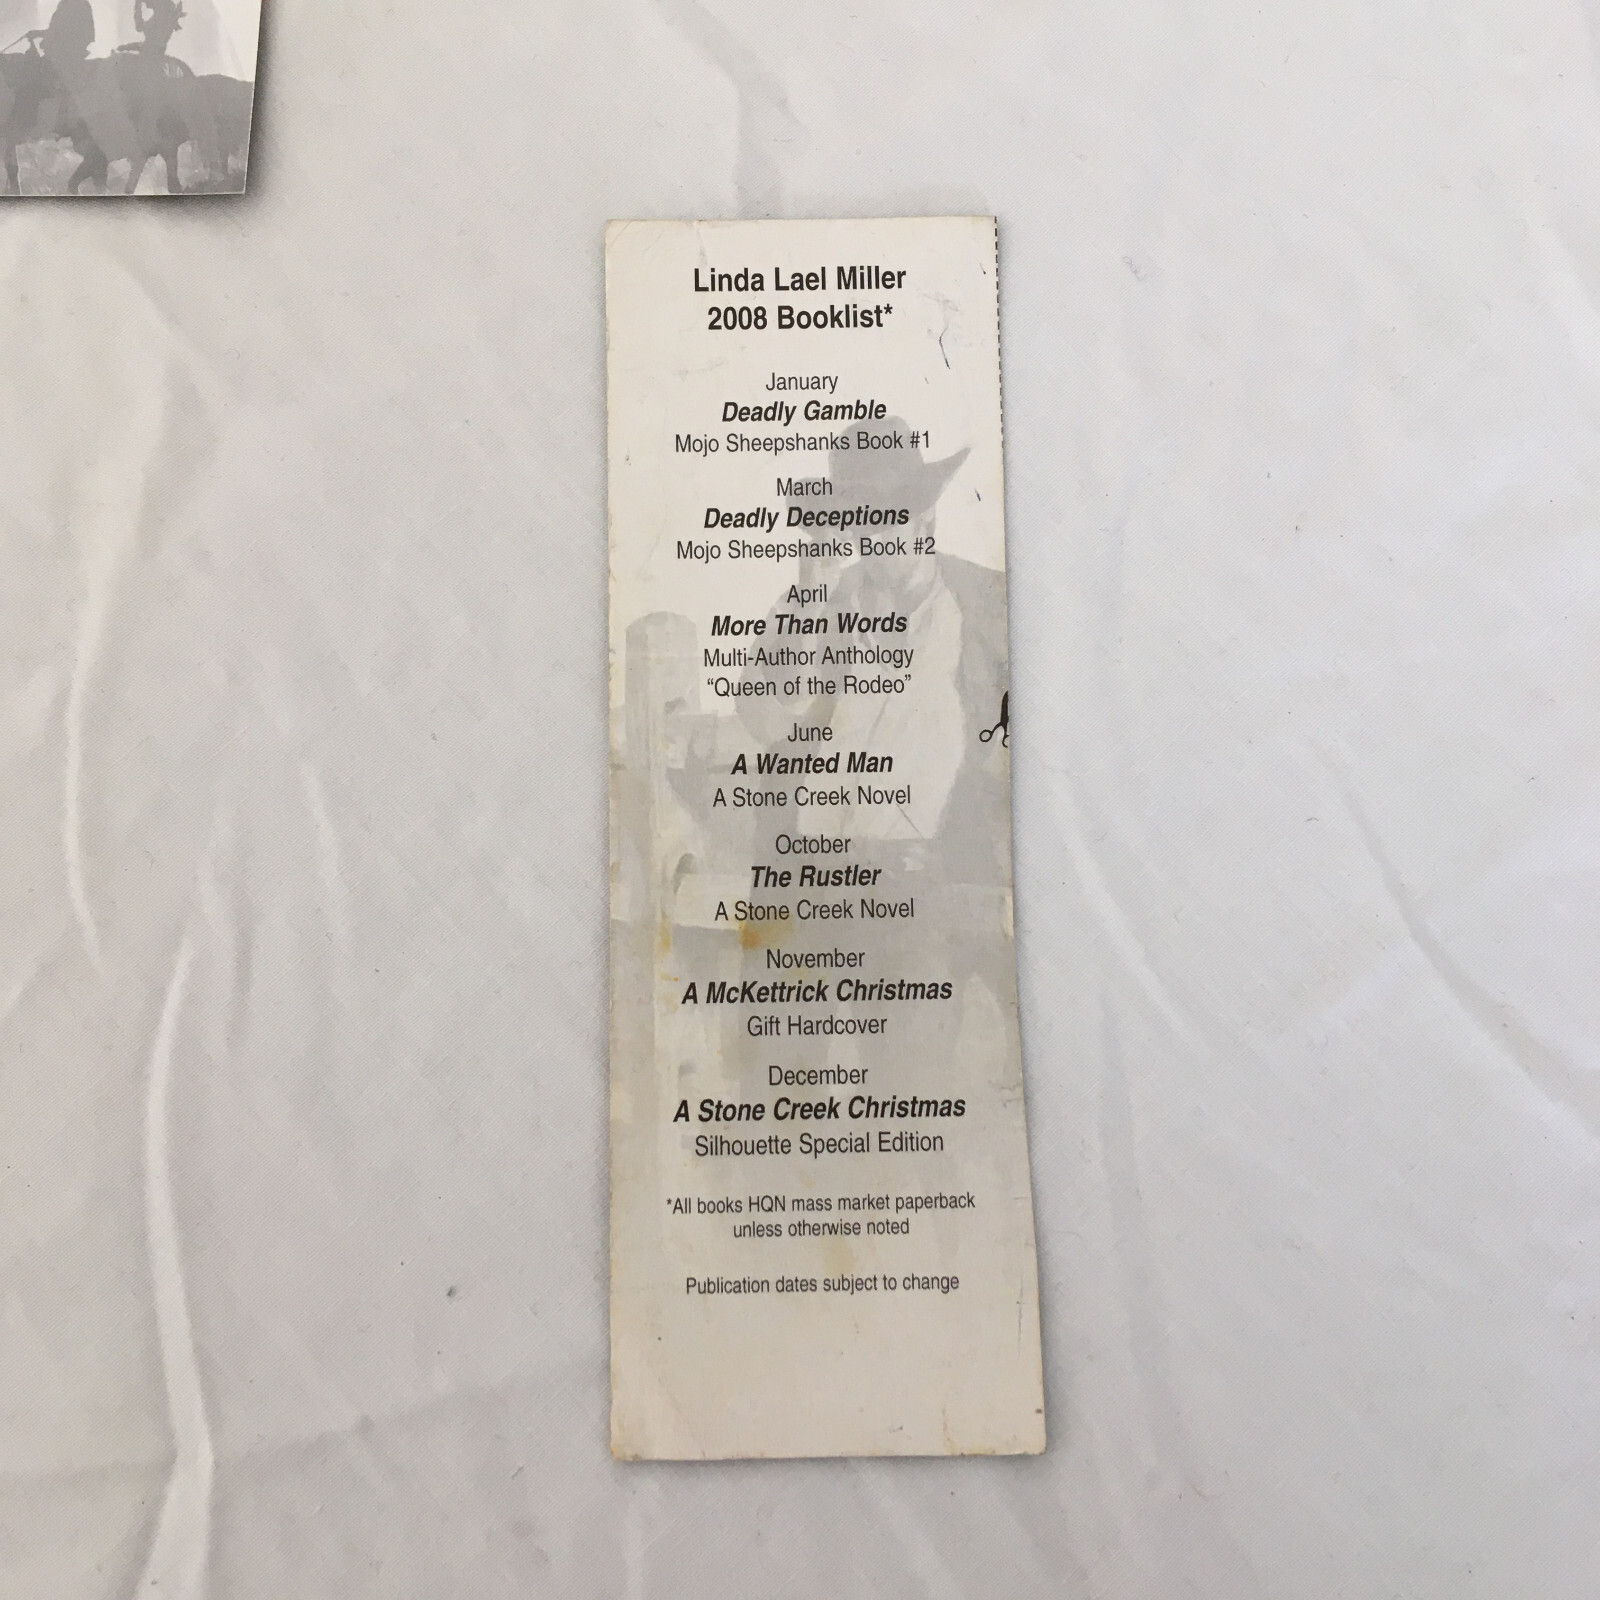 Linda Lael Miller
2008 Booklist*
January
Deadly Gamble
Mojo Sheepshanks Book #1
March
Deadly Deceptions
Mojo Sheepshanks Book #2
April
More Than Words
Multi-Author Anthology
“Queen of the Rodeo”
June
A Wanted Man
A Stone Creek Novel
October
The Rustler
A Stone Creek Novel
November
A McKettrick Christmas
Gift Hardcover
December
A Stone Creek Christmas
Silhouette Special Edition
*All books HQN mass market paperback
unless otherwise noted
Publication dates subject to change